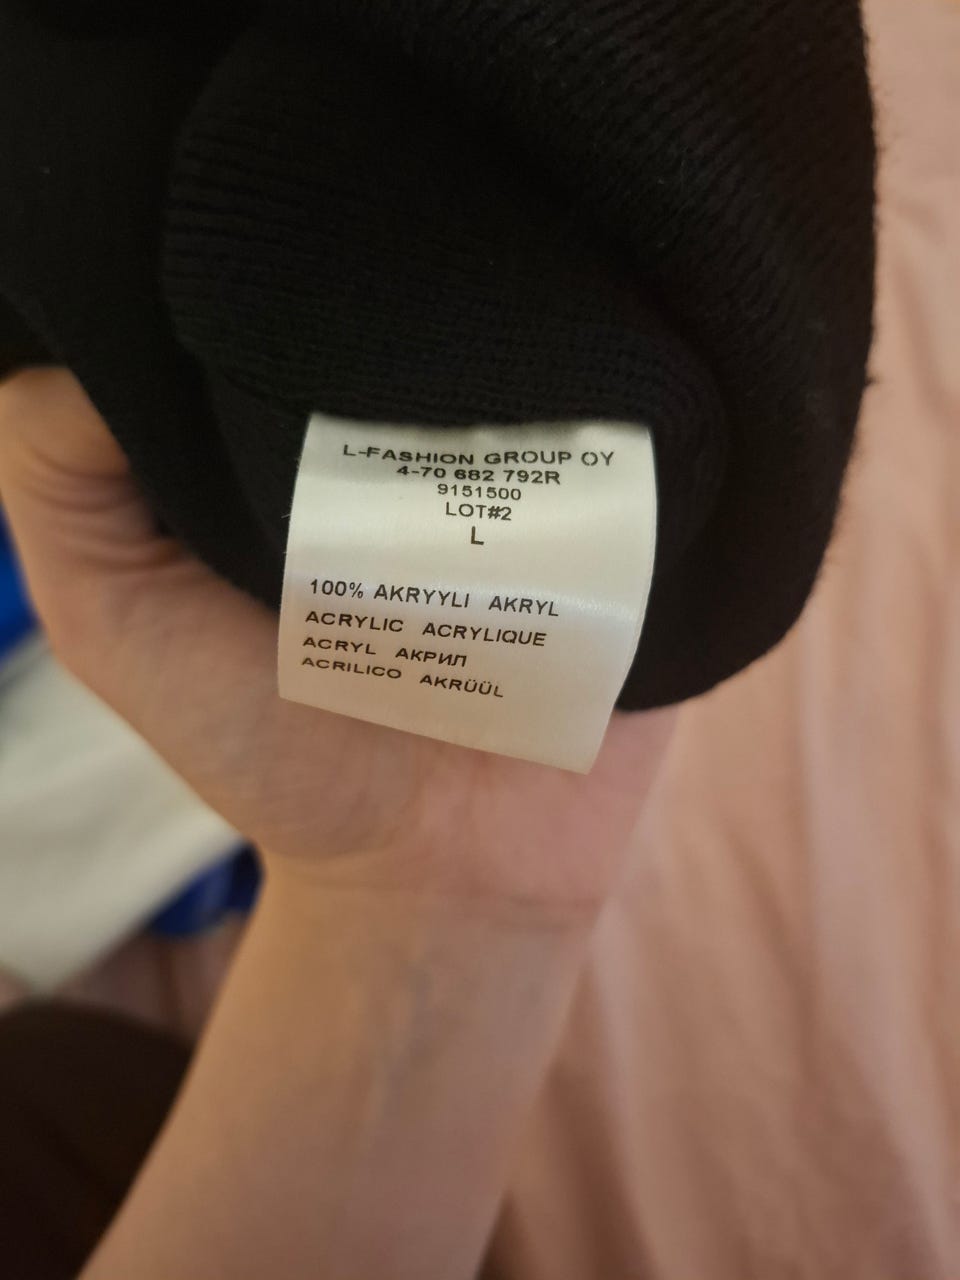 L-FASHION GROUP OY
4-70 682 792R
9151500
LOT#2
L
100% AKRYYLI AKRYL
ACRYLIC ACRYLIQUE
ACRYL АКРИЛ
ACRILICO AKRÜÜL